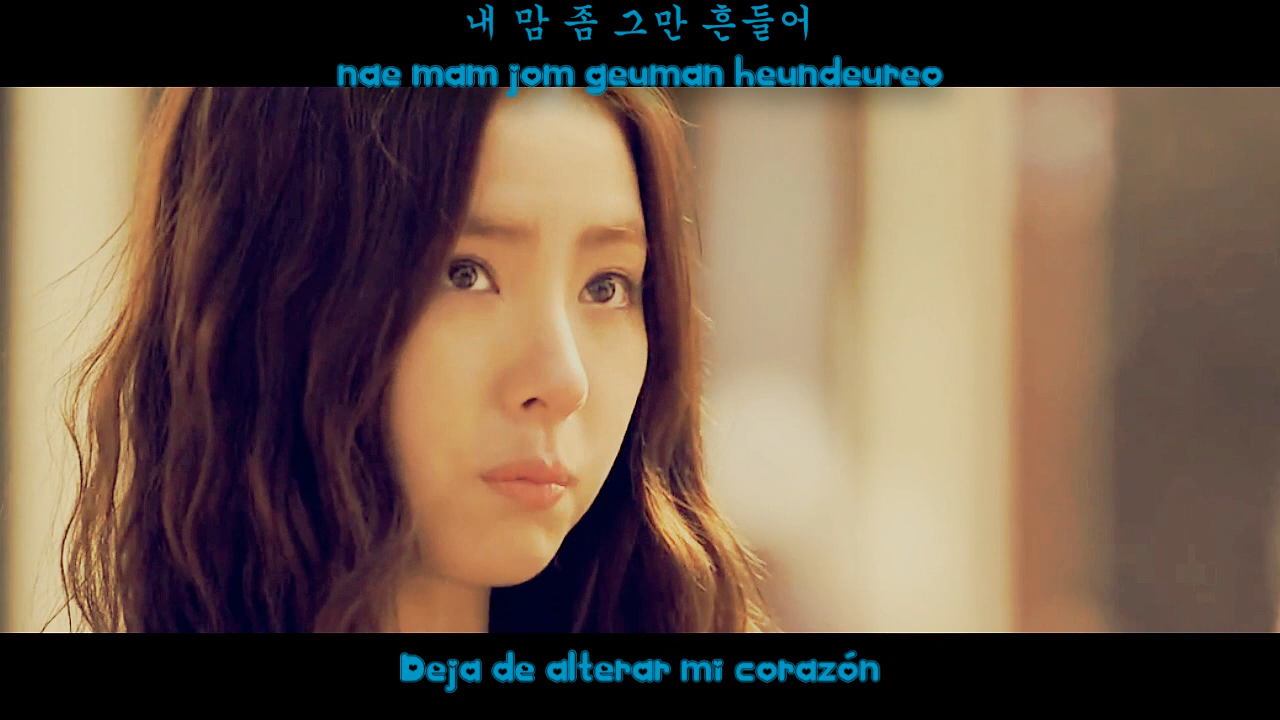 내 맘 좀 그만 흔들어
nae mam jom geuman heundeureo
Deja de alterar mi corazón